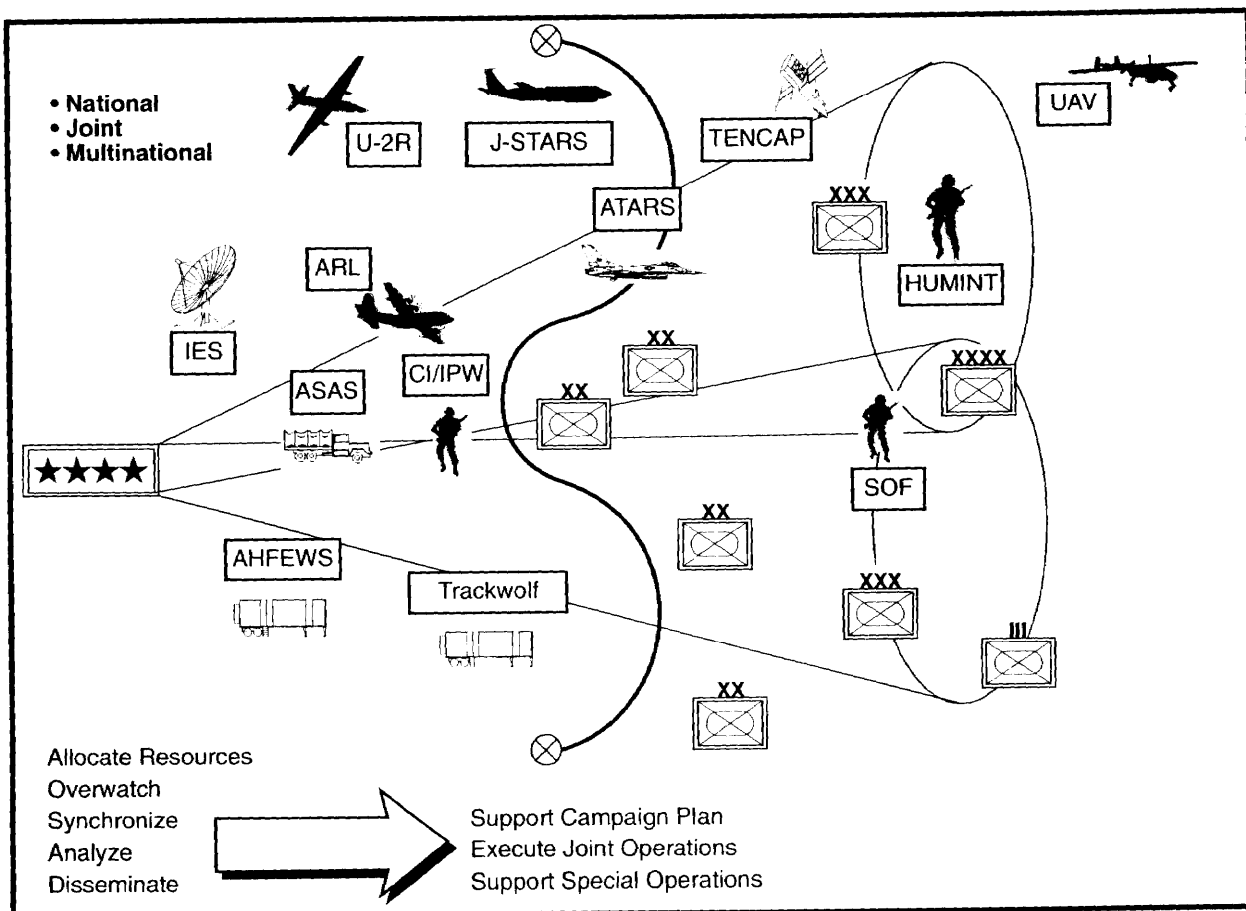 • National
• Joint
• Multinational
U-2R
J-STARS
TENCAP
UAV
ATARS
XXX
ARL
HUMINT
IES
XX
XXXX
CI/IPW
ASAS
XX
SOF
XX
AHFEWS
Trackwolf
XXX
III
XX
Allocate Resources
Overwatch
Synchronize
Analyze
Disseminate
Support Campaign Plan
Execute Joint Operations
Support Special Operations